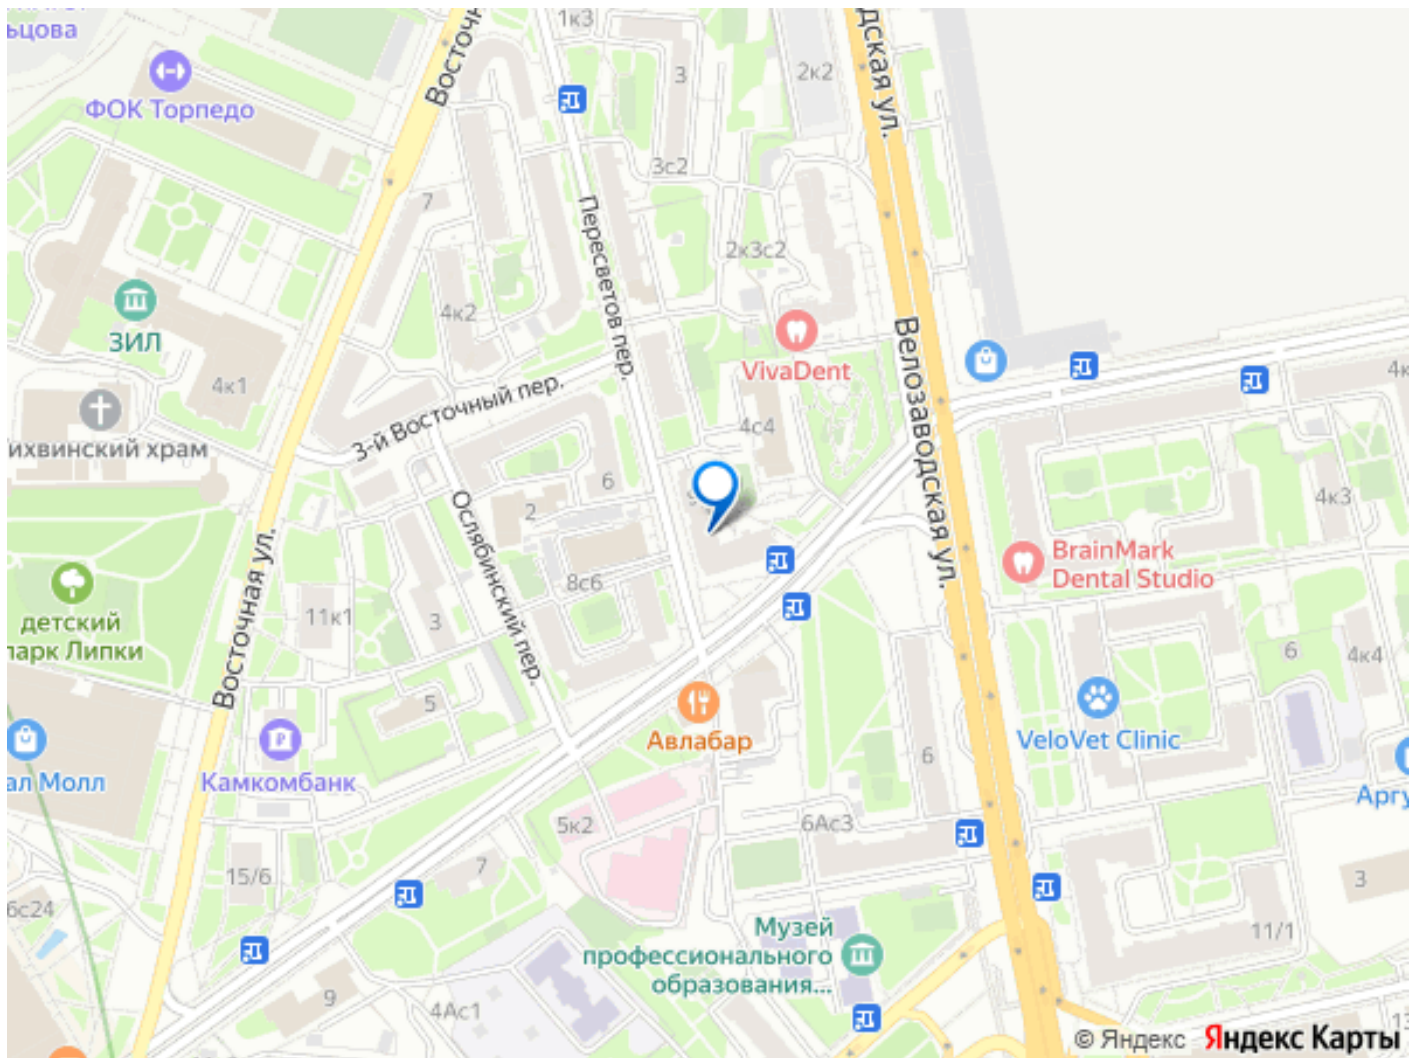 ьцова
ФОК Торпедо
Восточн
1к3
3
2к2
дская ул.
3с2
7
Пересветов пер.
2к3с2
4к2
ЗИЛ
VivaDent
Велозаводская ул.
4к1
3-й Восточный пер.
4с4
4к
ихвинский храм
6
2
Ослябинский пер.
4к3
BrainMark
Dental Studio
8с6
Восточная ул.
11к1
3
детский
парк Липки
6
4к4
5
Авлабар
VeloVet Clinic
6
Камкомбанк
ал Молл
Аргу
5к2
6Ас3
7
15/6
3
6с24
11/1
Музей
профессионального
образования...
9
4Ас1
13
© Яндекс Яндекс Карты